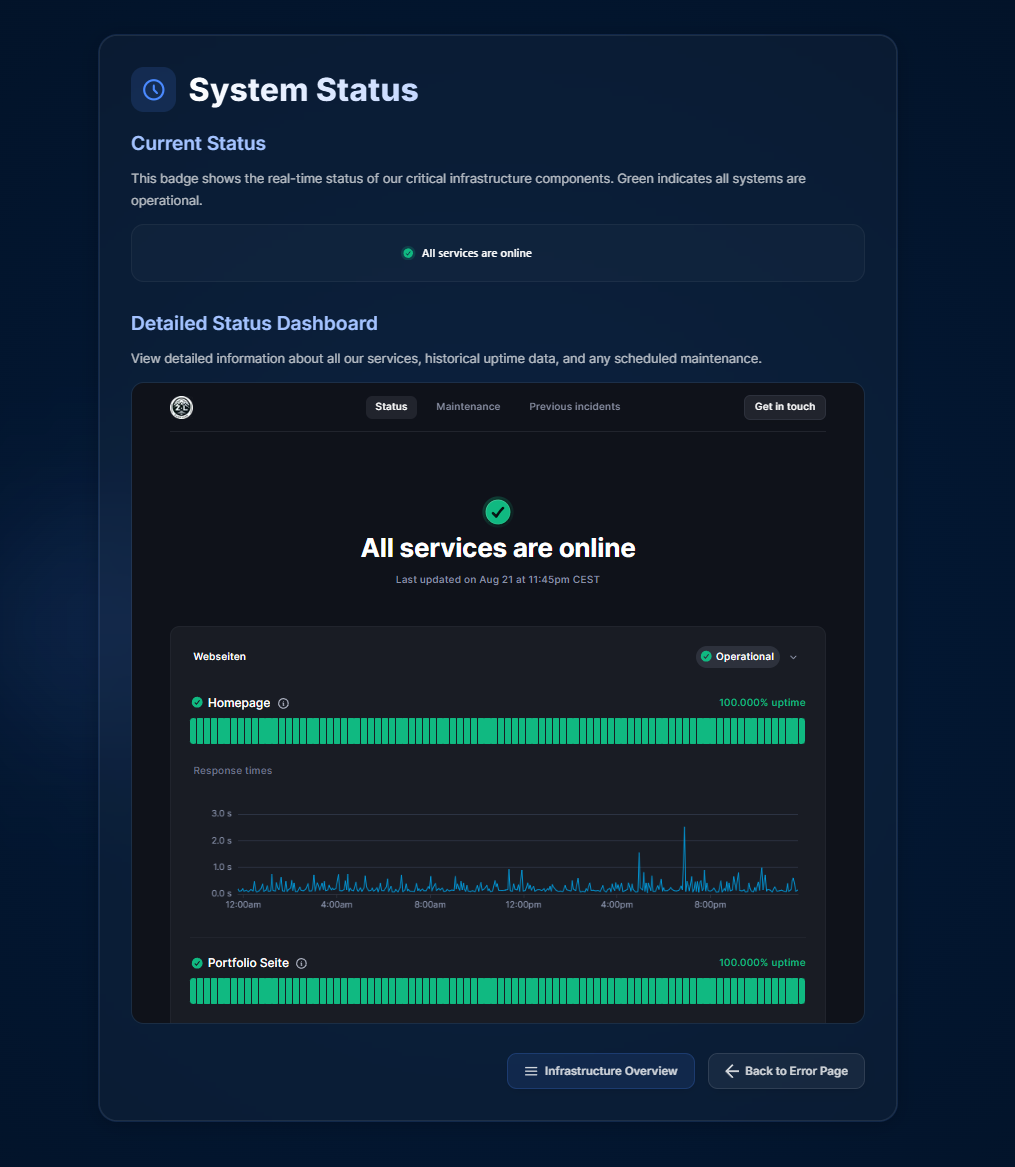 System Status
Current Status
This badge shows the real-time status of our critical infrastructure components. Green indicates all systems are
operational.
All services are online
Detailed Status Dashboard
View detailed information about all our services, historical uptime data, and any scheduled maintenance.
Status Maintenance Previous incidents Get in touch
All services are online
Last updated on Aug 21 at 11:45pm CEST
Webseiten Operational
Homepage 100.000% uptime
Response times
3.0 s
2.0 s
1.0 s
0.0 s
12:00am 4:00am 8:00am 12:00pm 4:00pm 8:00pm
Portfolio Seite 100.000% uptime
Infrastructure Overview Back to Error Page